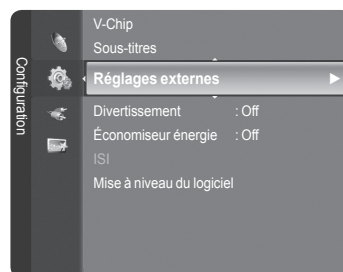 Configuration
V-Chip
Sous-titres
Réglages externes
Divertissement : Off
Économiseur énergie : Off
ISI
Mise à niveau du logiciel